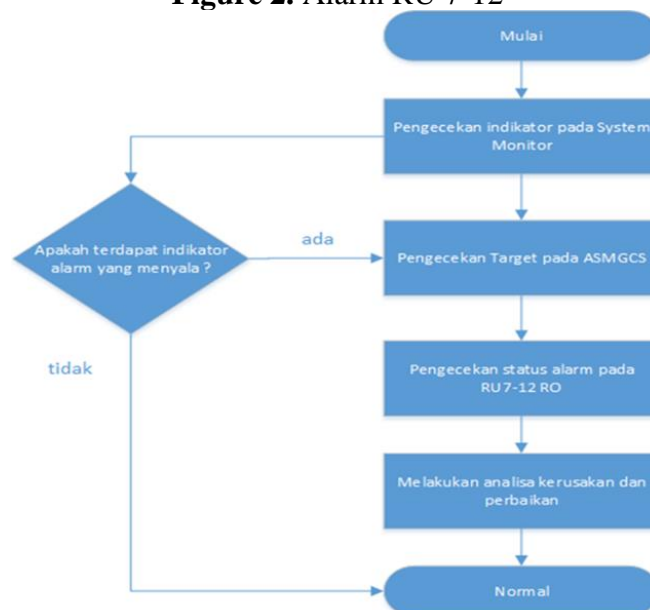 Figure 2. Alarm RU 7-12
Mulai
Pengecekan indikator pada System
Monitor
Apakah terdapat indikator
alarm yang menyala ?
ada
Pengecekan Target pada ASMGCS
tidak
Pengecekan status alarm pada
RU7-12 RO
Melakukan analisa kerusakan dan
perbaikan
Normal